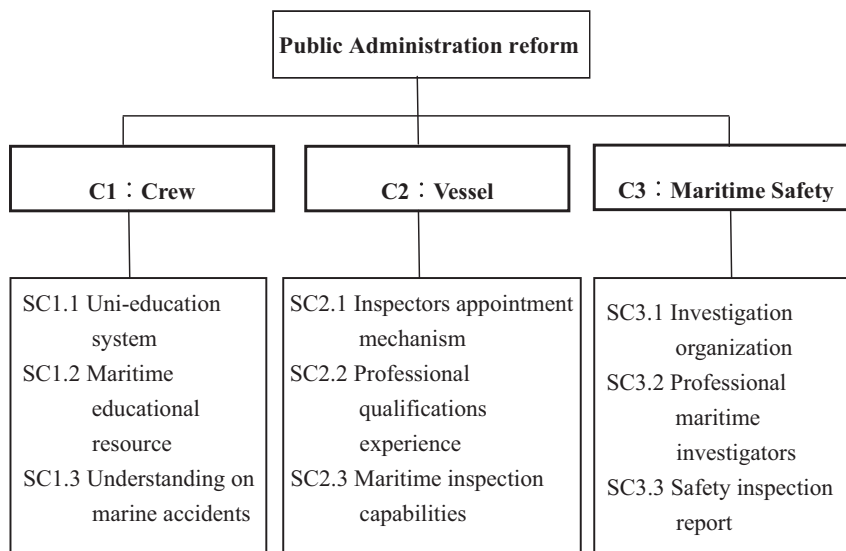 Public Administration reform
C1：Crew
C2：Vessel
C3：Maritime Safety
SC1.1 Uni-education
system
SC1.2 Maritime
educational
resource
SC1.3 Understanding on
marine accidents
SC2.1 Inspectors appointment
mechanism
SC2.2 Professional
qualifications
experience
SC2.3 Maritime inspection
capabilities
SC3.1 Investigation
organization
SC3.2 Professional
maritime
investigators
SC3.3 Safety inspection
report